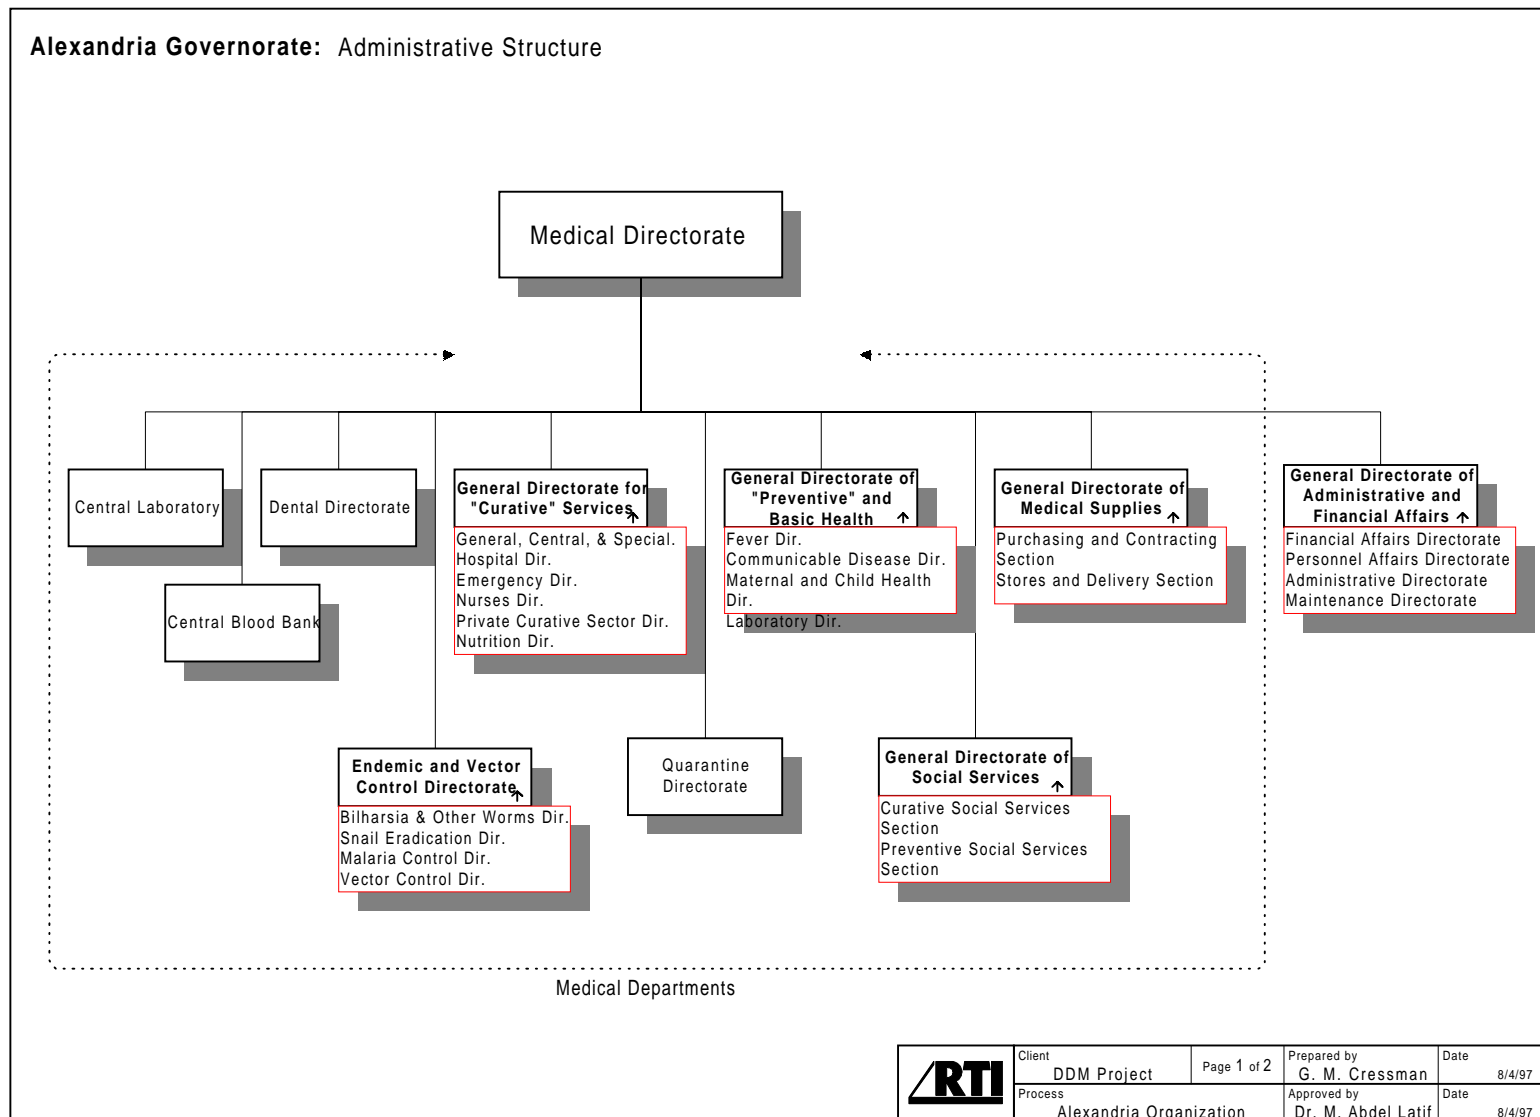 Alexandria Governorate: Administrative Structure
Medical Directorate
Central Laboratory
Dental Directorate
General Directorate for
"Curative" Services
General, Central, & Special.
Hospital Dir.
Emergency Dir.
Nurses Dir.
Private Curative Sector Dir.
Nutrition Dir.
General Directorate of
"Preventive" and
Basic Health
Fever Dir.
Communicable Disease Dir.
Maternal and Child Health
Dir.
Laboratory Dir.
General Directorate of
Medical Supplies
Purchasing and Contracting
Section
Stores and Delivery Section
General Directorate of
Administrative and
Financial Affairs
Financial Affairs Directorate
Personnel Affairs Directorate
Administrative Directorate
Maintenance Directorate
Central Blood Bank
Endemic and Vector
Control Directorate
Bilharsia & Other Worms Dir.
Snail Eradication Dir.
Malaria Control Dir.
Vector Control Dir.
Quarantine
Directorate
General Directorate of
Social Services
Curative Social Services
Section
Preventive Social Services
Section
Medical Departments
RTI
Client
DDM Project
Page 1 of 2
Prepared by
G. M. Cressman
Date
8/4/97
Process
Alexandria Organization
Approved by
Dr. M. Abdel Latif
Date
8/4/97